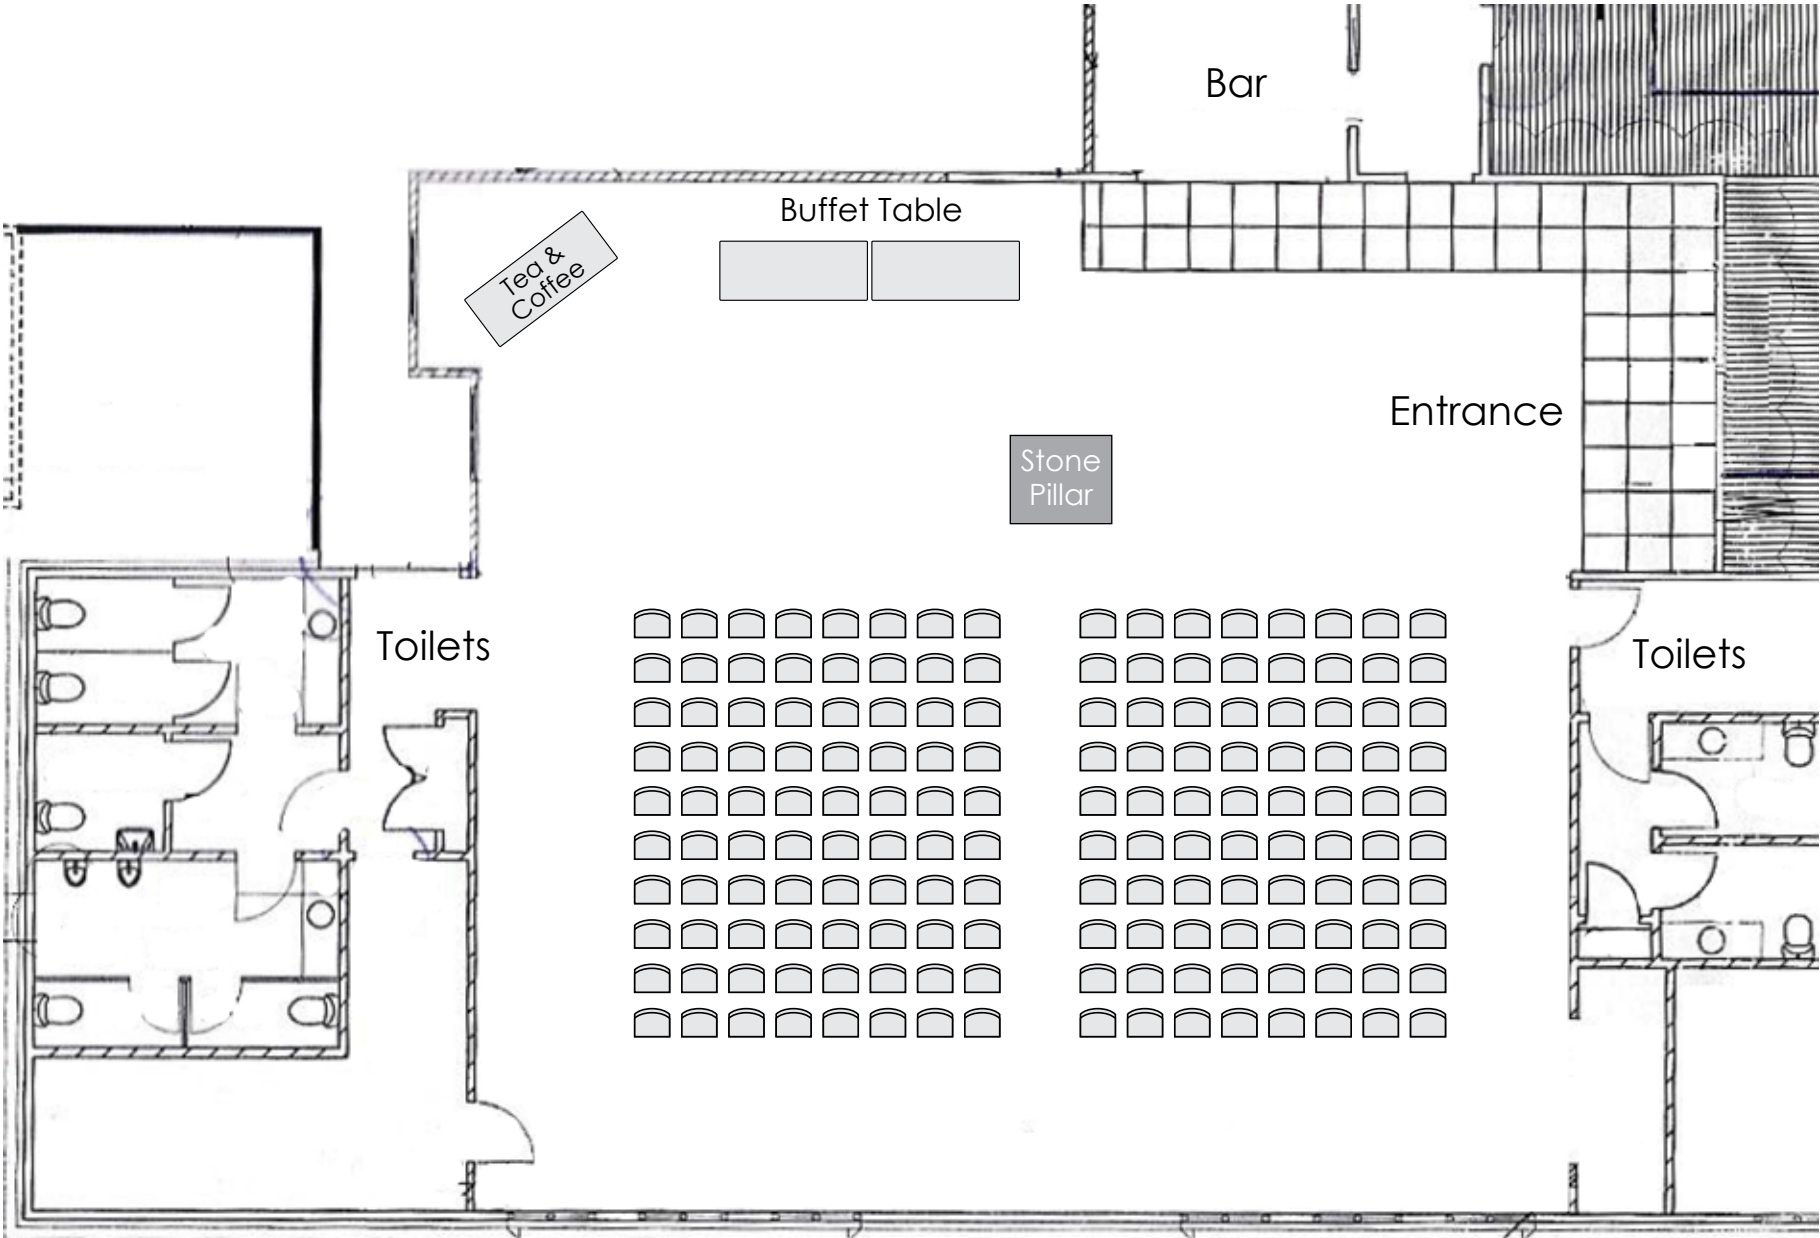 Bar
Buffet Table
Tea &
Coffee
Entrance
Stone
Pillar
Toilets
Toilets